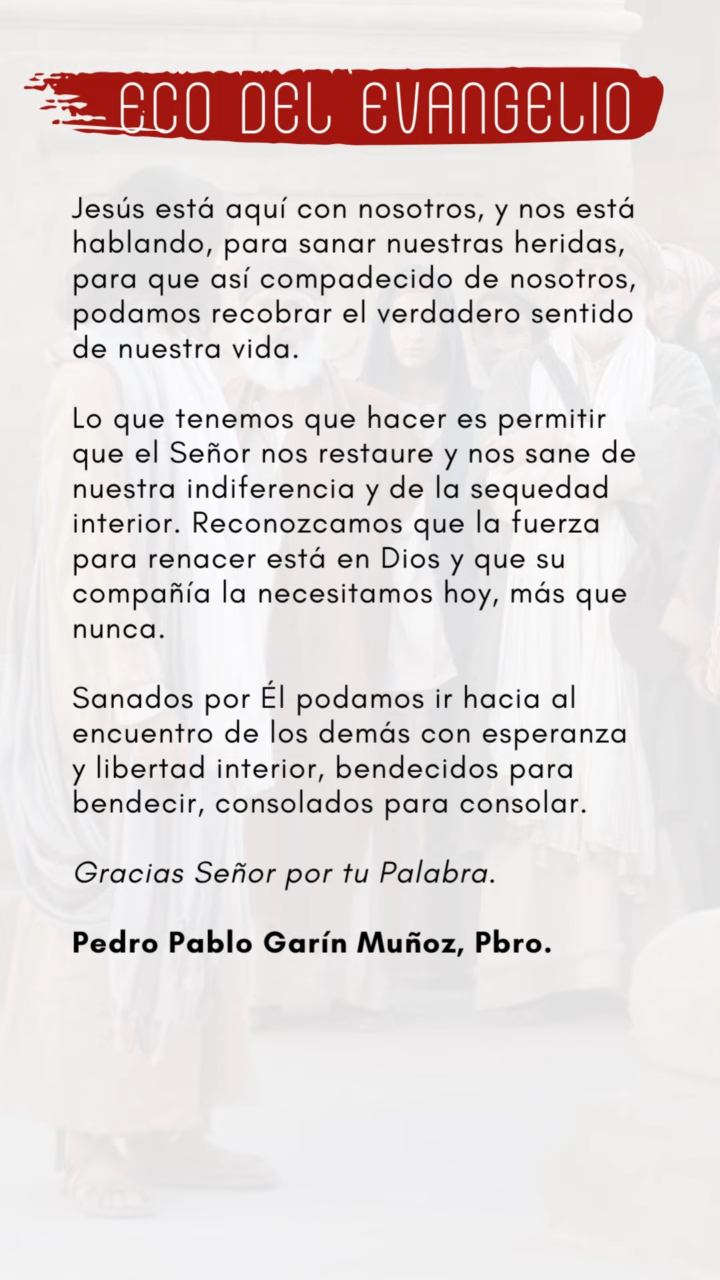 ECO DEL EVANGELIO
Jesús está aquí con nosotros, y nos está
hablando, para sanar nuestras heridas,
para que así compadecido de nosotros,
podamos recobrar el verdadero sentido
de nuestra vida.
Lo que tenemos que hacer es permitir
que el Señor nos restaure y nos sane de
nuestra indiferencia y de la sequedad
interior. Reconozcamos que la fuerza
para renacer está en Dios y que su
compañía la necesitamos hoy, más que
nunca.
Sanados por Él podamos ir hacia al
encuentro de los demás con esperanza
y libertad interior, bendecidos para
bendecir, consolados para consolar.
Gracias Señor por tu Palabra.
Pedro Pablo Garín Muñoz, Pbro.